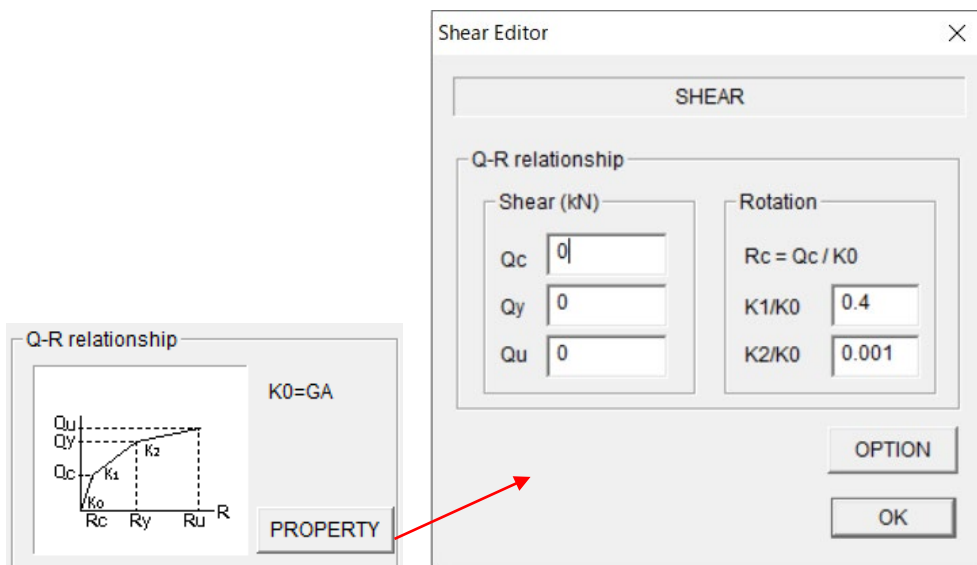 Shear Editor
SHEAR
Q-R relationship
Shear (kN)
Qc 0
Qy 0
Qu 0
Rotation
Rc = Qc / K0
K1/K0 0.4
K2/K0 0.001
OPTION
OK
Q-R relationship
K0=GA
Qu
Qy
K2
Qc
K1
Ko
R
Rc Ry Ru
PROPERTY